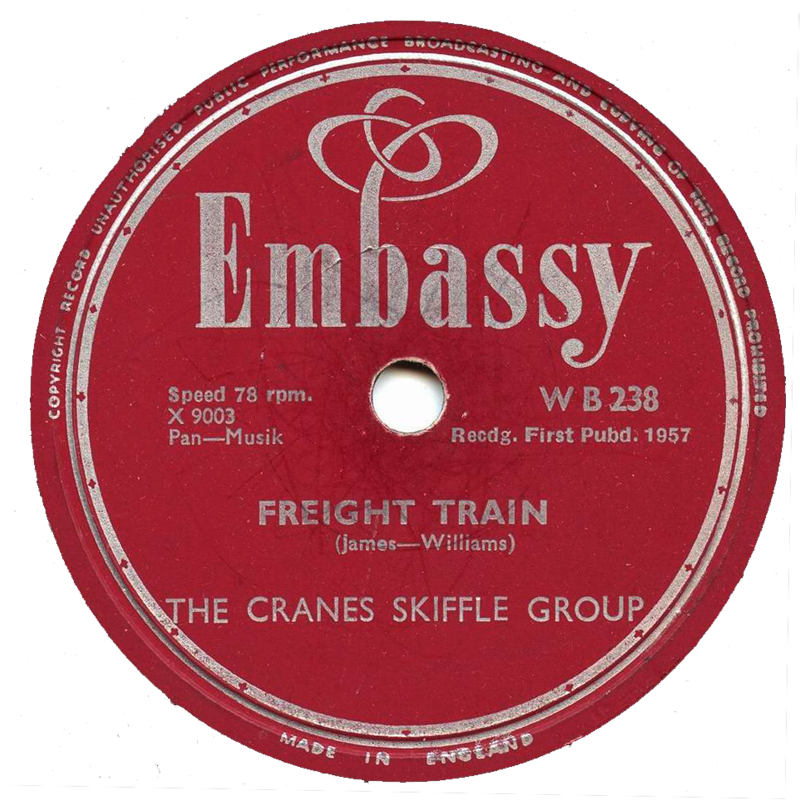 COPYRIGHT RECORD UNAUTHORISED PUBLIC PERFORMANCE BROADCASTING AND COPYING OF THIS RECORD PROHIBITED
Embassy
Speed 78 rpm.
X 9003
Pan—Musik
WB 238
Recdg. First Pubd. 1957
FREIGHT TRAIN
(James—Williams)
THE CRANES SKIFFLE GROUP
MADE IN ENGLAND